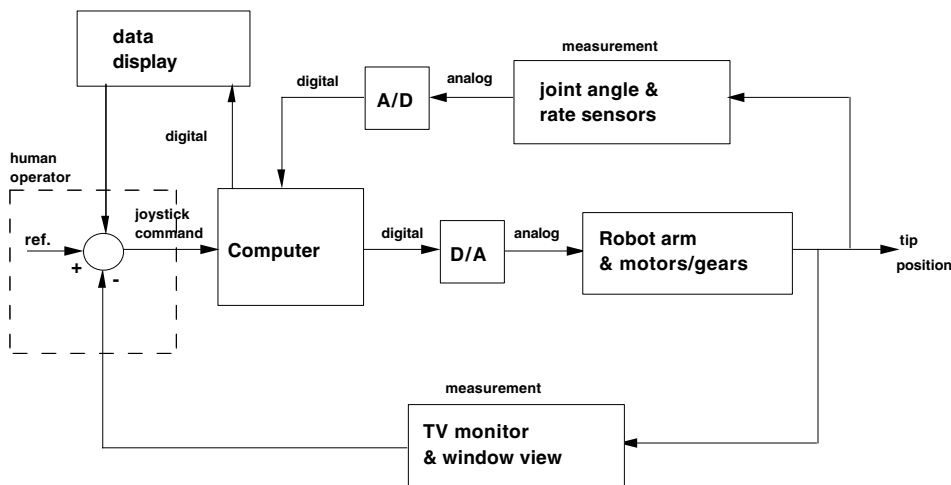 data
display
measurement
digital
A/D
analog
joint angle &
rate sensors
digital
human
operator
joystick
command
ref.
+
-
Computer
digital
D/A
analog
Robot arm
& motors/gears
tip
position
measurement
TV monitor
& window view